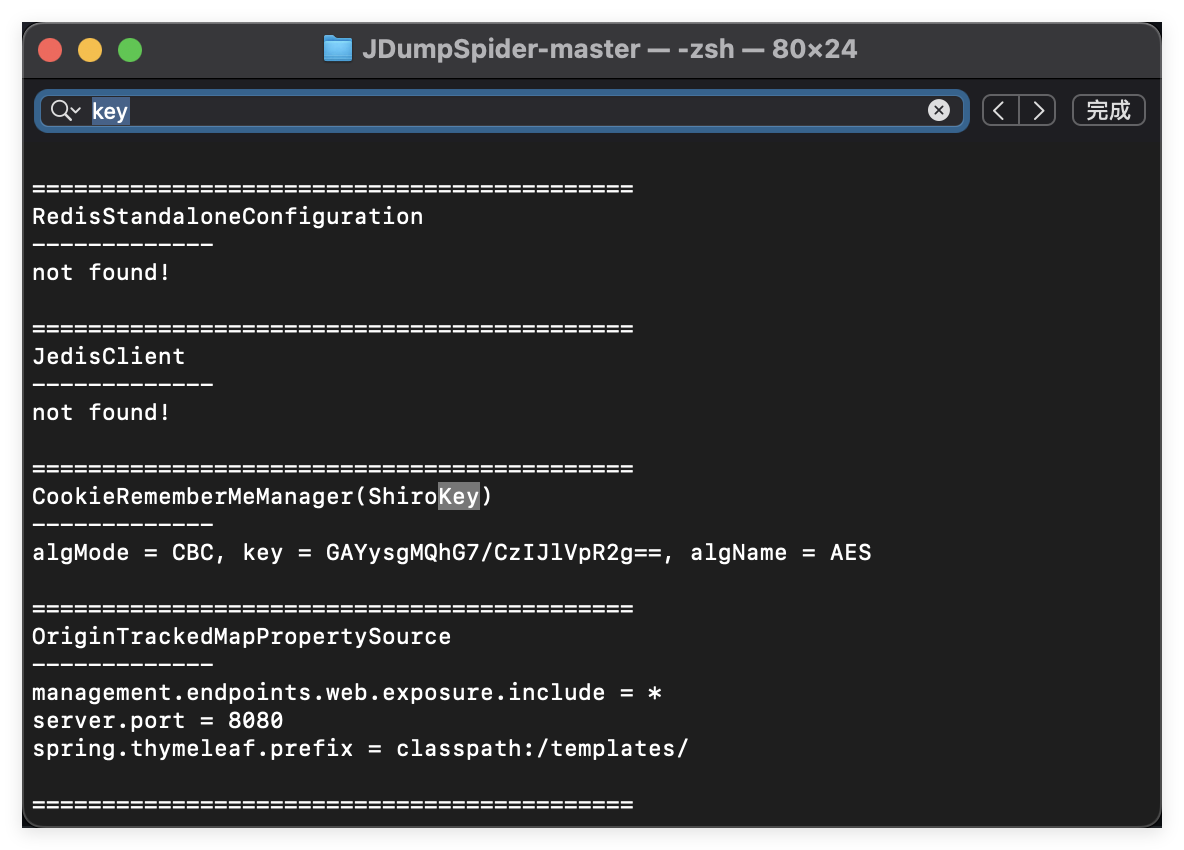 JDumpSpider-master — -zsh — 80×24
key
完成
===========================================
RedisStandaloneConfiguration
-------------
not found!
===========================================
JedisClient
-------------
not found!
===========================================
CookieRememberMeManager(ShiroKey)
-------------
algMode = CBC, key = GAYysgMQhG7/CzIJlVpR2g==, algName = AES
===========================================
OriginTrackedMapPropertySource
-------------
management.endpoints.web.exposure.include = *
server.port = 8080
spring.thymeleaf.prefix = classpath:/templates/
===========================================